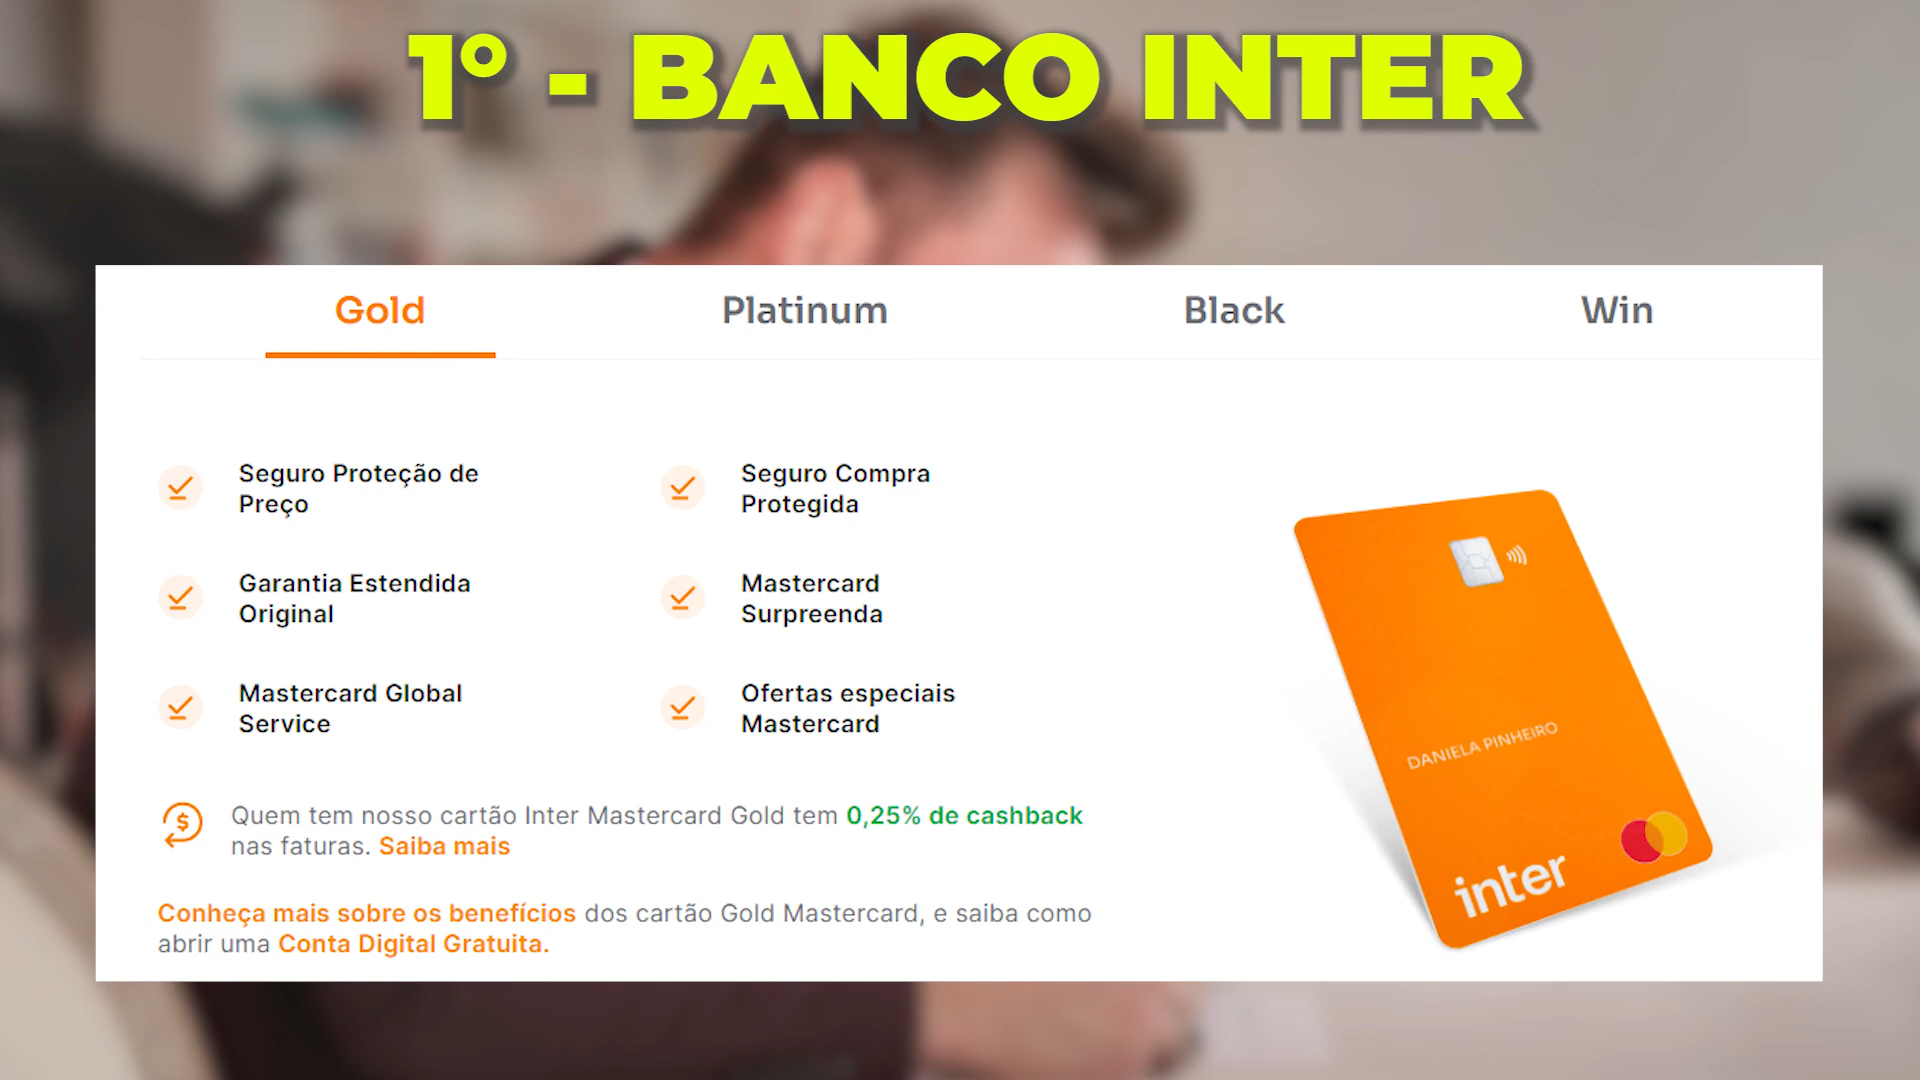 1° - BANCO INTER
Gold Platinum Black Win
Seguro Proteção de
Preço
Seguro Compra
Protegida
Garantia Estendida
Original
Mastercard
Surpreenda
Mastercard Global
Service
Ofertas especiais
Mastercard
Quem tem nosso cartão Inter Mastercard Gold tem 0,25% de cashback
nas faturas. Saiba mais
Conheça mais sobre os benefícios dos cartão Gold Mastercard, e saiba como
abrir uma Conta Digital Gratuita.
DANIELA PINHEIRO
inter